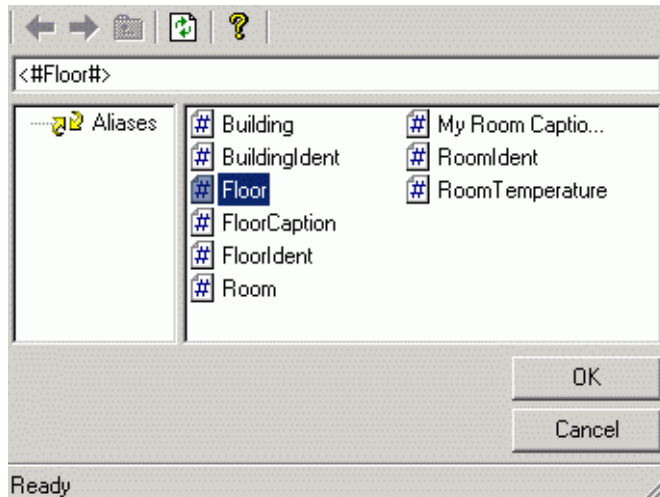 <#Floor#>
Aliases
Building
BuildingIdent
Floor
FloorCaption
FloorIdent
Room
My Room Captio...
RoomIdent
RoomTemperature
OK
Cancel
Ready